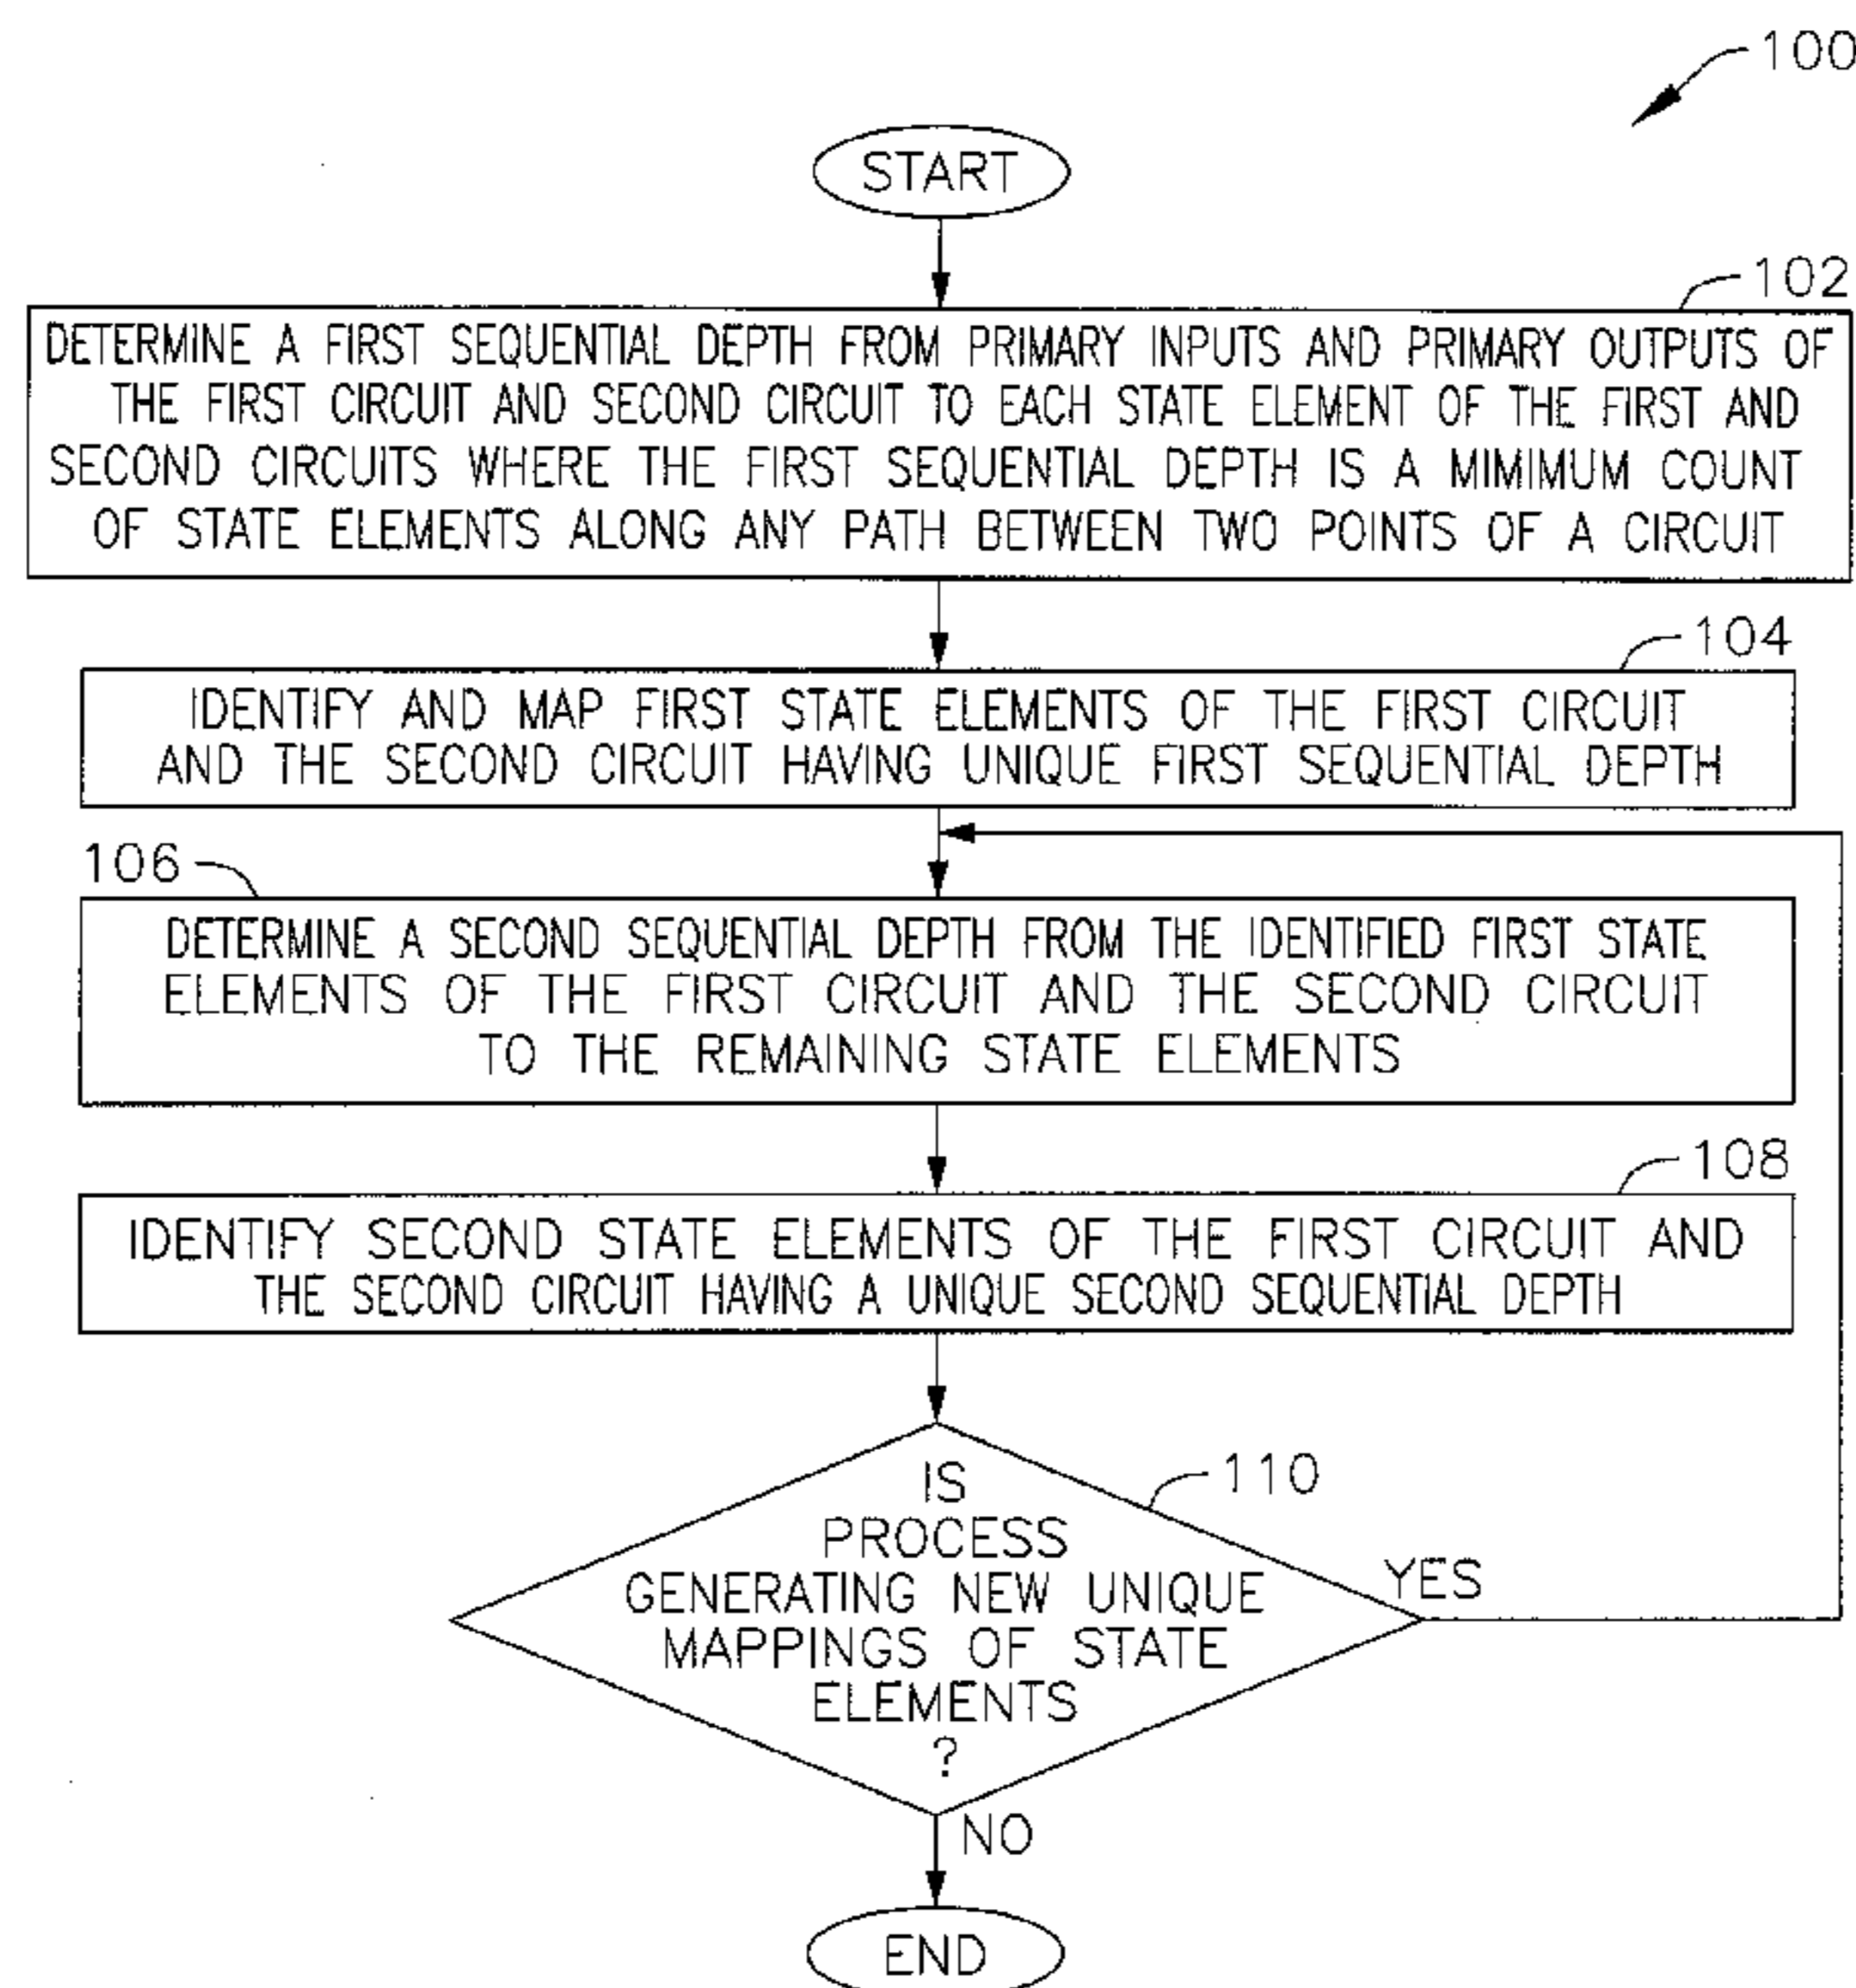 100
START
102
DETERMINE A FIRST SEQUENTIAL DEPTH FROM PRIMARY INPUTS AND PRIMARY OUTPUTS OF
THE FIRST CIRCUIT AND SECOND CIRCUIT TO EACH STATE ELEMENT OF THE FIRST AND
SECOND CIRCUITS WHERE THE FIRST SEQUENTIAL DEPTH IS A MIMIMUM COUNT
OF STATE ELEMENTS ALONG ANY PATH BETWEEN TWO POINTS OF A CIRCUIT
104
IDENTIFY AND MAP FIRST STATE ELEMENTS OF THE FIRST CIRCUIT
AND THE SECOND CIRCUIT HAVING UNIQUE FIRST SEQUENTIAL DEPTH
106
DETERMINE A SECOND SEQUENTIAL DEPTH FROM THE IDENTIFIED FIRST STATE
ELEMENTS OF THE FIRST CIRCUIT AND THE SECOND CIRCUIT
TO THE REMAINING STATE ELEMENTS
108
IDENTIFY SECOND STATE ELEMENTS OF THE FIRST CIRCUIT AND
THE SECOND CIRCUIT HAVING A UNIQUE SECOND SEQUENTIAL DEPTH
110
IS
PROCESS
GENERATING NEW UNIQUE
MAPPINGS OF STATE
ELEMENTS
?
YES
NO
END